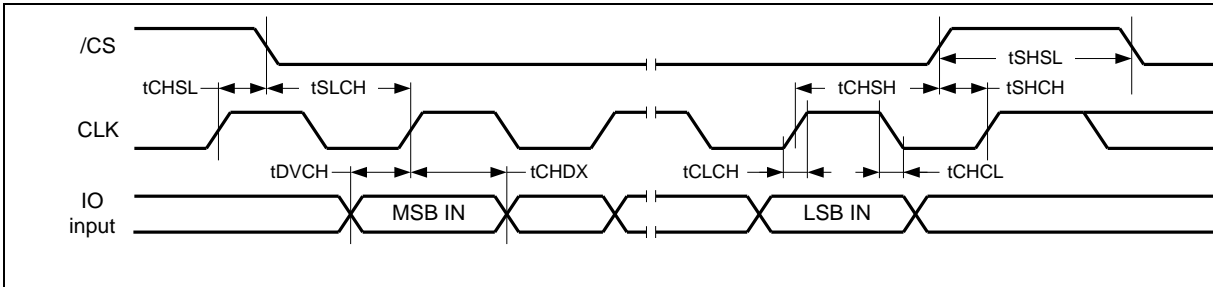 /CS
tSHSL
tCHSL
tSLCH
tCHSH
tSHCH
CLK
tDVCH
tCHDX
tCLCH
tCHCL
IO
input
MSB IN
LSB IN